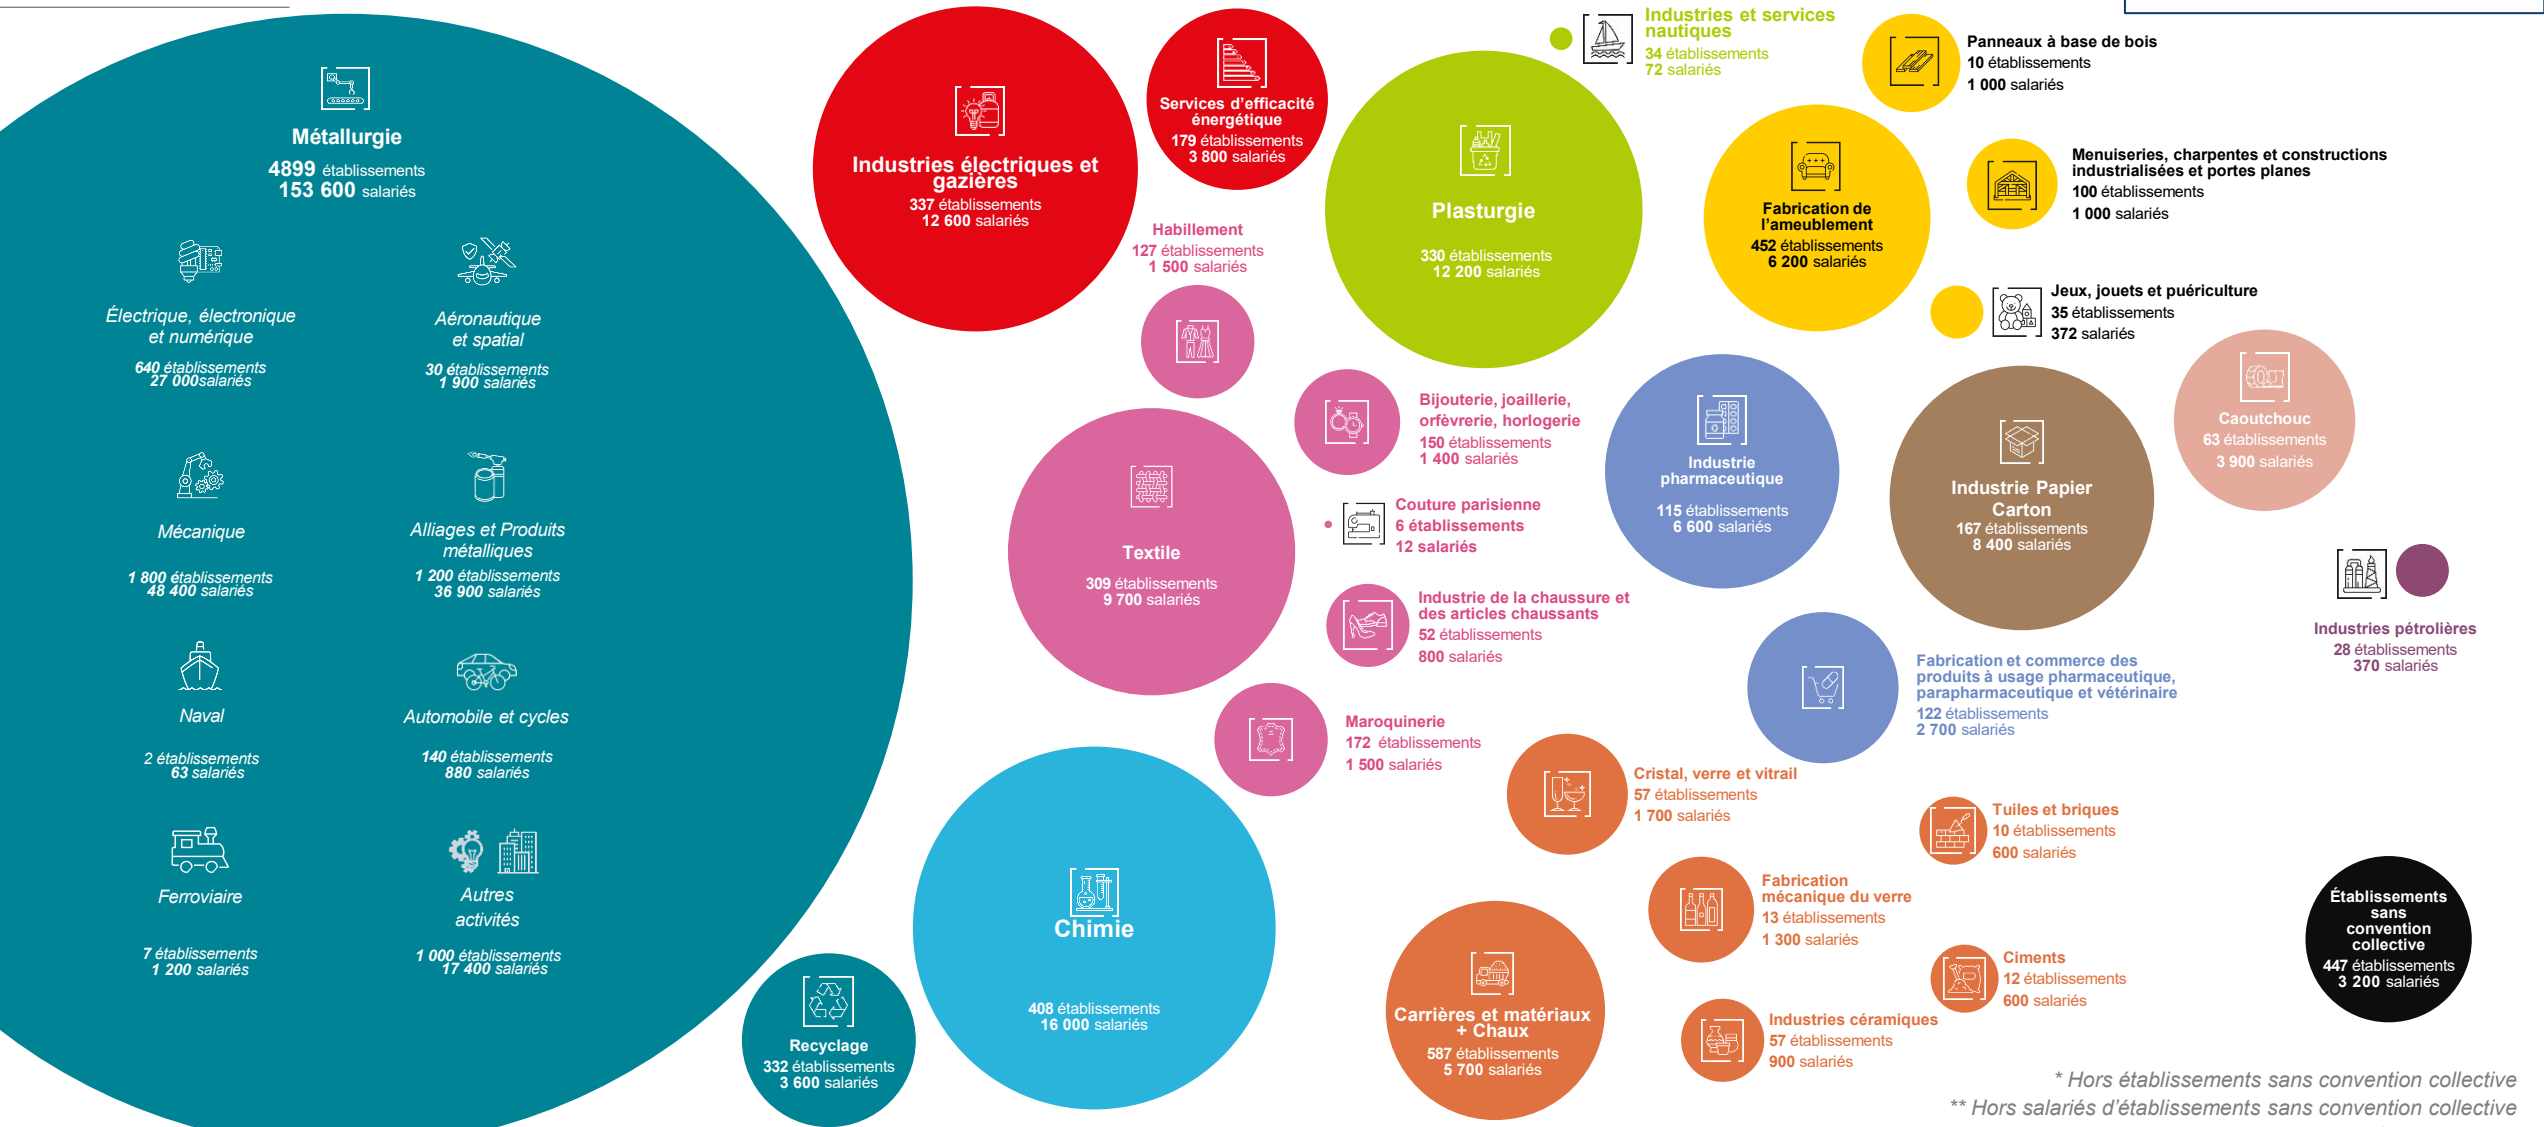 Métallurgie
4899 établissements
153 600 salariés
Électrique, électronique
et numérique
640 établissements
27 000salariés
Aéronautique
et spatial
30 établissements
1 900 salariés
Mécanique
1 800 établissements
48 400 salariés
Alliages et Produits
métalliques
1 200 établissements
36 900 salariés
Naval
2 établissements
63 salariés
Automobile et cycles
140 établissements
880 salariés
Ferroviaire
7 établissements
1 200 salariés
Autres
activités
1 000 établissements
17 400 salariés
Recyclage
332 établissements
3 600 salariés
Industries électriques et
gazières
337 établissements
12 600 salariés
Services d'efficacité
énergétique
179 établissements
3 800 salariés
Habillement
127 établissements
1 500 salariés
Textile
309 établissements
9 700 salariés
Bijouterie, joaillerie,
orfèvrerie, horlogerie
150 établissements
1 400 salariés
Couture parisienne
6 établissements
12 salariés
Industrie de la chaussure et
des articles chaussants
52 établissements
800 salariés
Maroquinerie
172 établissements
1 500 salariés
Chimie
408 établissements
16 000 salariés
Plasturgie
330 établissements
12 200 salariés
Industries et services
nautiques
34 établissements
72 salariés
Panneaux à base de bois
10 établissements
1 000 salariés
Fabrication de
l'ameublement
452 établissements
6 200 salariés
Menuiseries, charpentes et constructions
industrialisées et portes planes
100 établissements
1 000 salariés
Jeux, jouets et puériculture
35 établissements
372 salariés
Industrie
pharmaceutique
115 établissements
6 600 salariés
Industrie Papier
Carton
167 établissements
8 400 salariés
Caoutchouc
63 établissements
3 900 salariés
Industries pétrolières
28 établissements
370 salariés
Fabrication et commerce des
produits à usage pharmaceutique,
parapharmaceutique et vétérinaire
122 établissements
2 700 salariés
Cristal, verre et vitrail
57 établissements
1 700 salariés
Tuiles et briques
10 établissements
600 salariés
Fabrication
mécanique du verre
13 établissements
1 300 salariés
Ciments
12 établissements
600 salariés
Carrières et matériaux
+ Chaux
587 établissements
5 700 salariés
Industries céramiques
57 établissements
900 salariés
Établissements
sans
convention
collective
447 établissements
3 200 salariés
* Hors établissements sans convention collective
** Hors salariés d'établissements sans convention collective